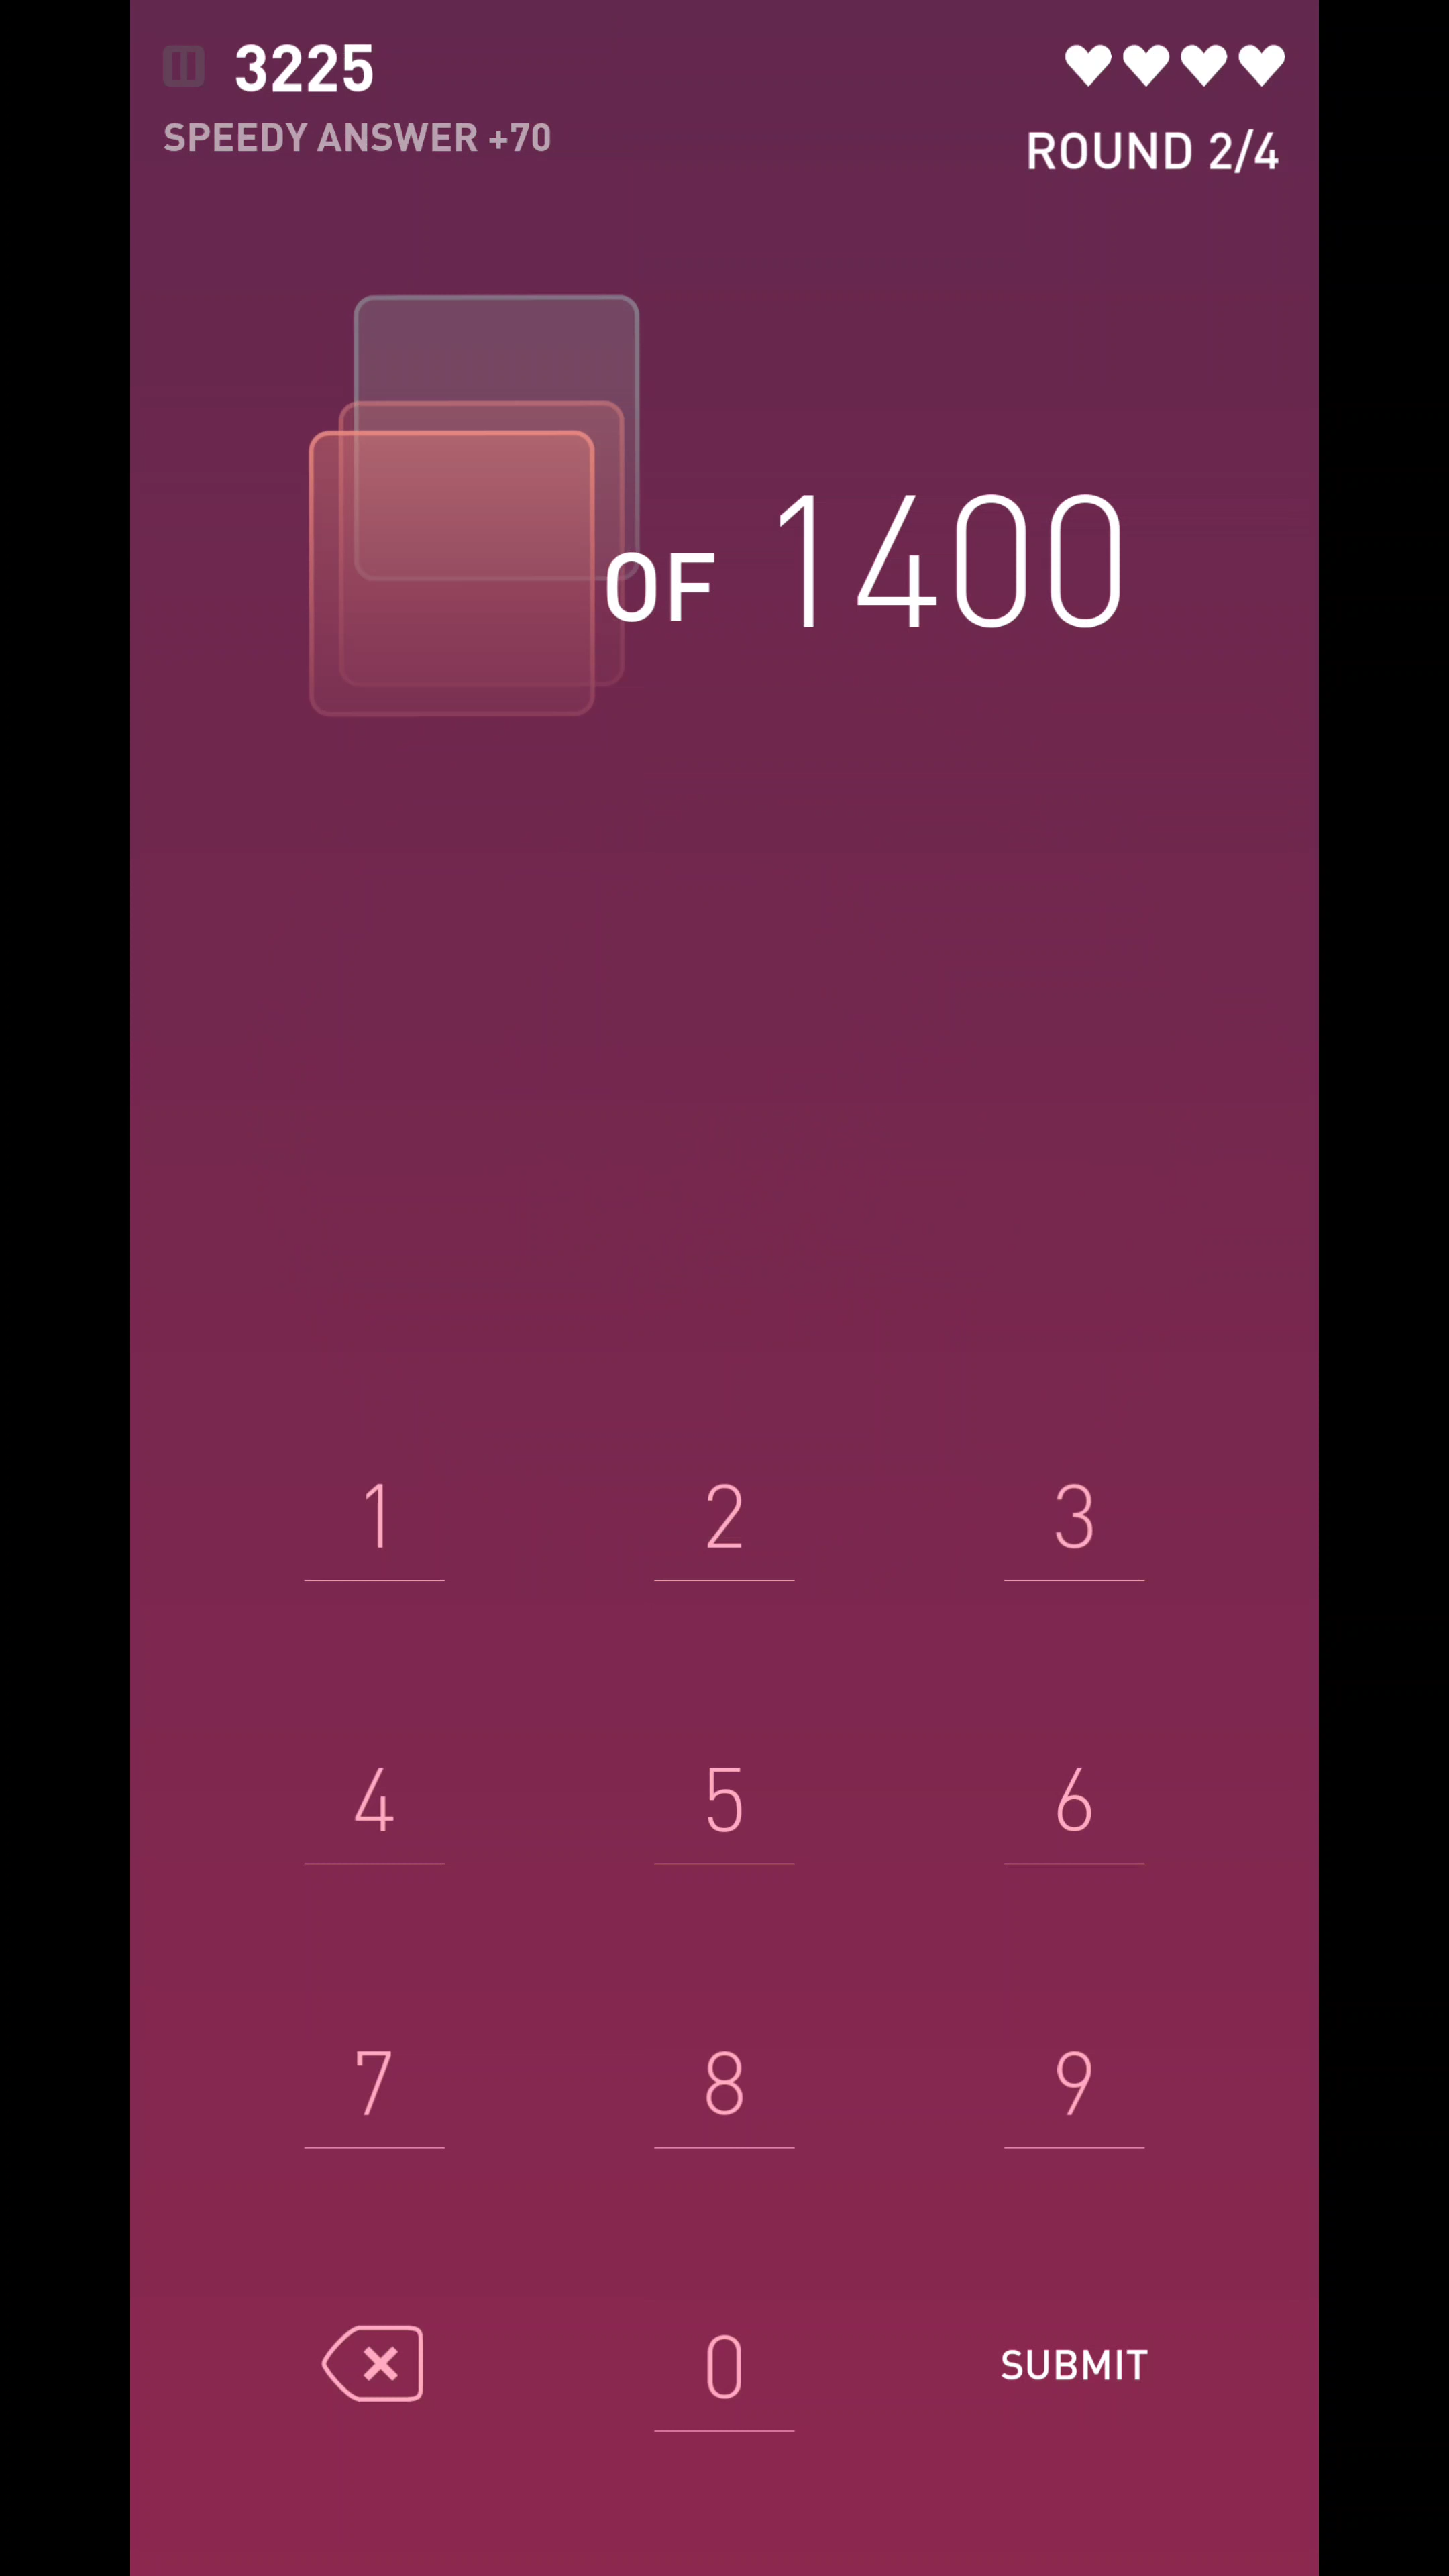 3225
SPEEDY ANSWER +70
ROUND 2/4
OF 1400
1 2 3
4 5 6
7 8 9
0 SUBMIT